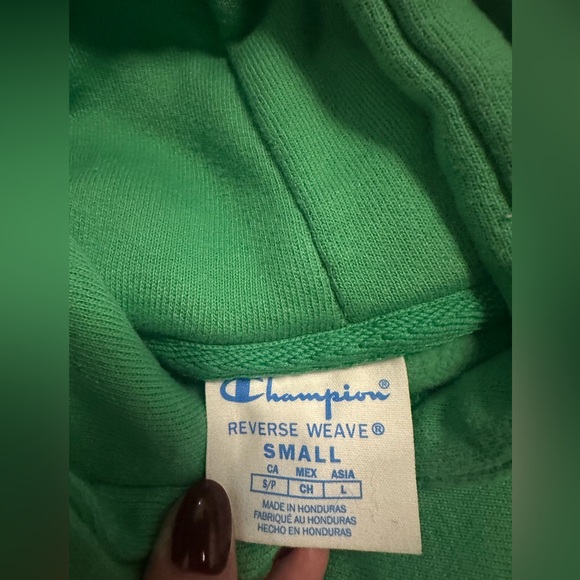 Champion®
REVERSE WEAVE®
SMALL
CA MEX ASIA
S/P CH L
MADE IN HONDURAS
FABRIQUÉ AU HONDURAS
HECHO EN HONDURAS